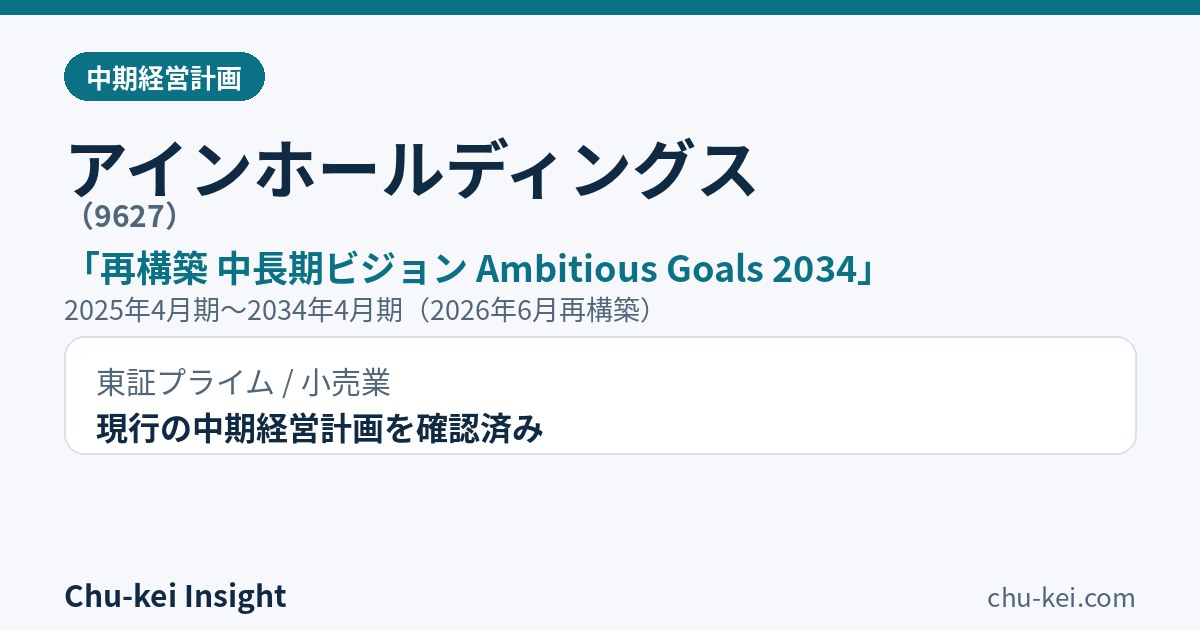 中期経営計画
アインホールディングス
（9627）
「再構築 中長期ビジョン Ambitious Goals 2034」
2025年4月期～2034年4月期（2026年6月再構築）
東証プライム / 小売業
現行の中期経営計画を確認済み
Chu-kei Insight
chu-kei.com